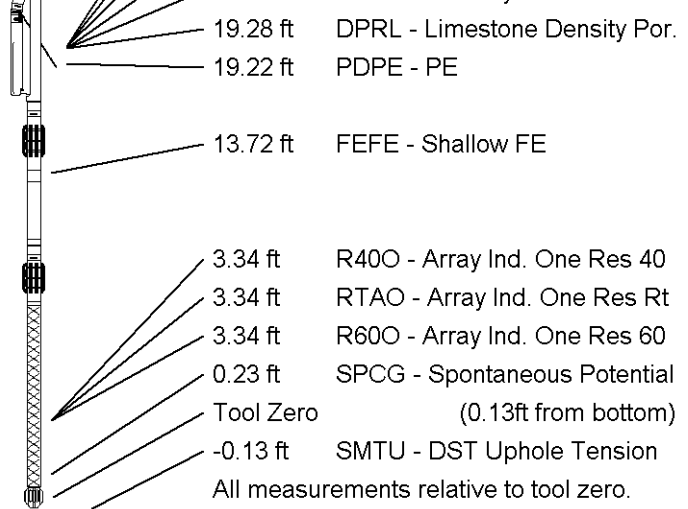 19.28 ft DPRL - Limestone Density Por.
19.22 ft PDPE - PE
13.72 ft FEFE - Shallow FE
3.34 ft R40O - Array Ind. One Res 40
3.34 ft RTAO - Array Ind. One Res Rt
3.34 ft R60O - Array Ind. One Res 60
0.23 ft SPCG - Spontaneous Potential
Tool Zero (0.13ft from bottom)
-0.13 ft SMTU - DST Uphole Tension
All measurements relative to tool zero.